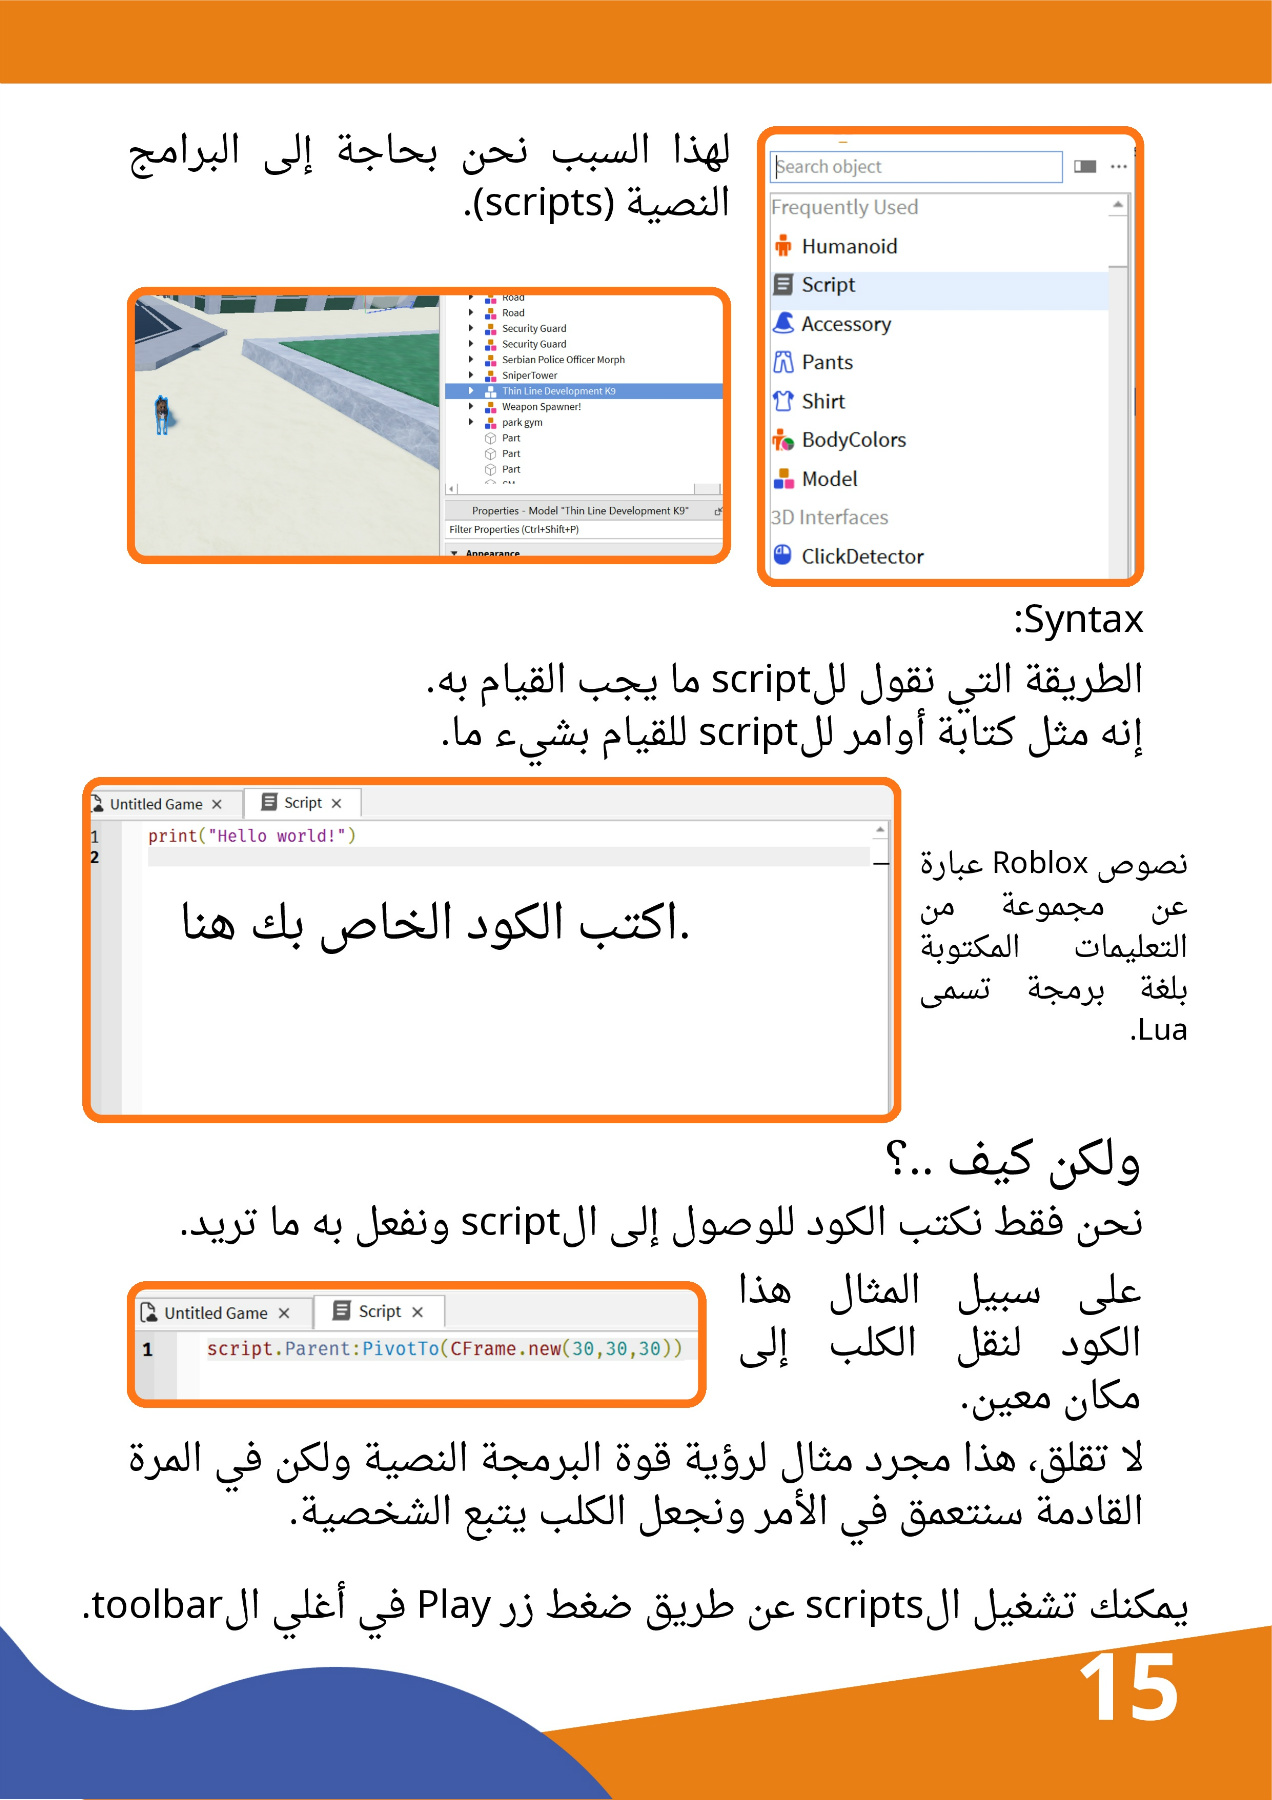 لهذا السبب نحن بحاجة إلى البرامج
النصية (scripts).
Search object
Frequently Used
Humanoid
Script
Accessory
Pants
Shirt
BodyColors
Model
3D Interfaces
ClickDetector
Road
Road
Security Guard
Security Guard
Serbian Police Officer Morph
SniperTower
Thin Line Development K9
Weapon Spawner!
park gym
Part
Part
Part
Properties - Model "Thin Line Development K9"
Filter Properties (Ctrl+Shift+P)
Appearance
Syntax:
الطريقة التي نقول للscript ما يجب القيام به.
إنه مثل كتابة أوامر للscript للقيام بشيء ما.
Untitled Game × Script ×
1 print("Hello world!")
2
اكتب الكود الخاص بك هنا.
نصوص Roblox عبارة
عن مجموعة من
التعليمات المكتوبة
بلغة برمجة تسمى
Lua.
ولكن كيف ..؟
نحن فقط نكتب الكود للوصول إلى الscript ونفعل به ما تريد.
على سبيل المثال هذا
الكود لنقل الكلب إلى
مكان معين.
Untitled Game × Script ×
1 script.Parent:PivotTo(CFrame.new(30,30,30))
لا تقلق، هذا مجرد مثال لرؤية قوة البرمجة النصية ولكن في المرة
القادمة سنتعمق في الأمر ونجعل الكلب يتبع الشخصية.
يمكنك تشغيل الscripts عن طريق ضغط زر Play في أغلي الtoolbar.
15